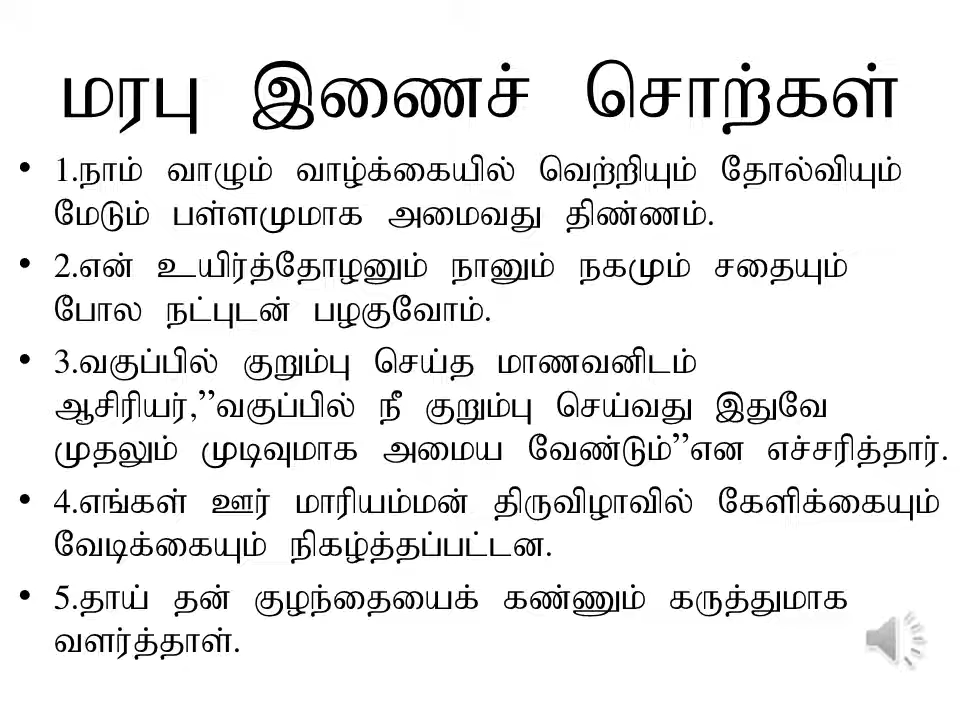 மரபு இணைச் சொற்கள்
• 1.நாம் வாழும் வாழ்க்கையில் வெற்றியும் தோல்வியும்
மேடும் பள்ளமுமாக அமைவது திண்ணம்.
• 2.என் உயிர்த்தோழனும் நானும் நகமும் சதையும்
போல நட்புடன் பழகுவோம்.
• 3.வகுப்பில் குறும்பு செய்த மாணவனிடம்
ஆசிரியர்,”வகுப்பில் நீ குறும்பு செய்வது இதுவே
முதலும் முடிவுமாக அமைய வேண்டும்”என எச்சரித்தார்.
• 4.எங்கள் ஊர் மாரியம்மன் திருவிழாவில் கேளிக்கையும்
வேடிக்கையும் நிகழ்த்தப்பட்டன.
• 5.தாய் தன் குழந்தையைக் கண்ணும் கருத்துமாக
வளர்த்தாள்.